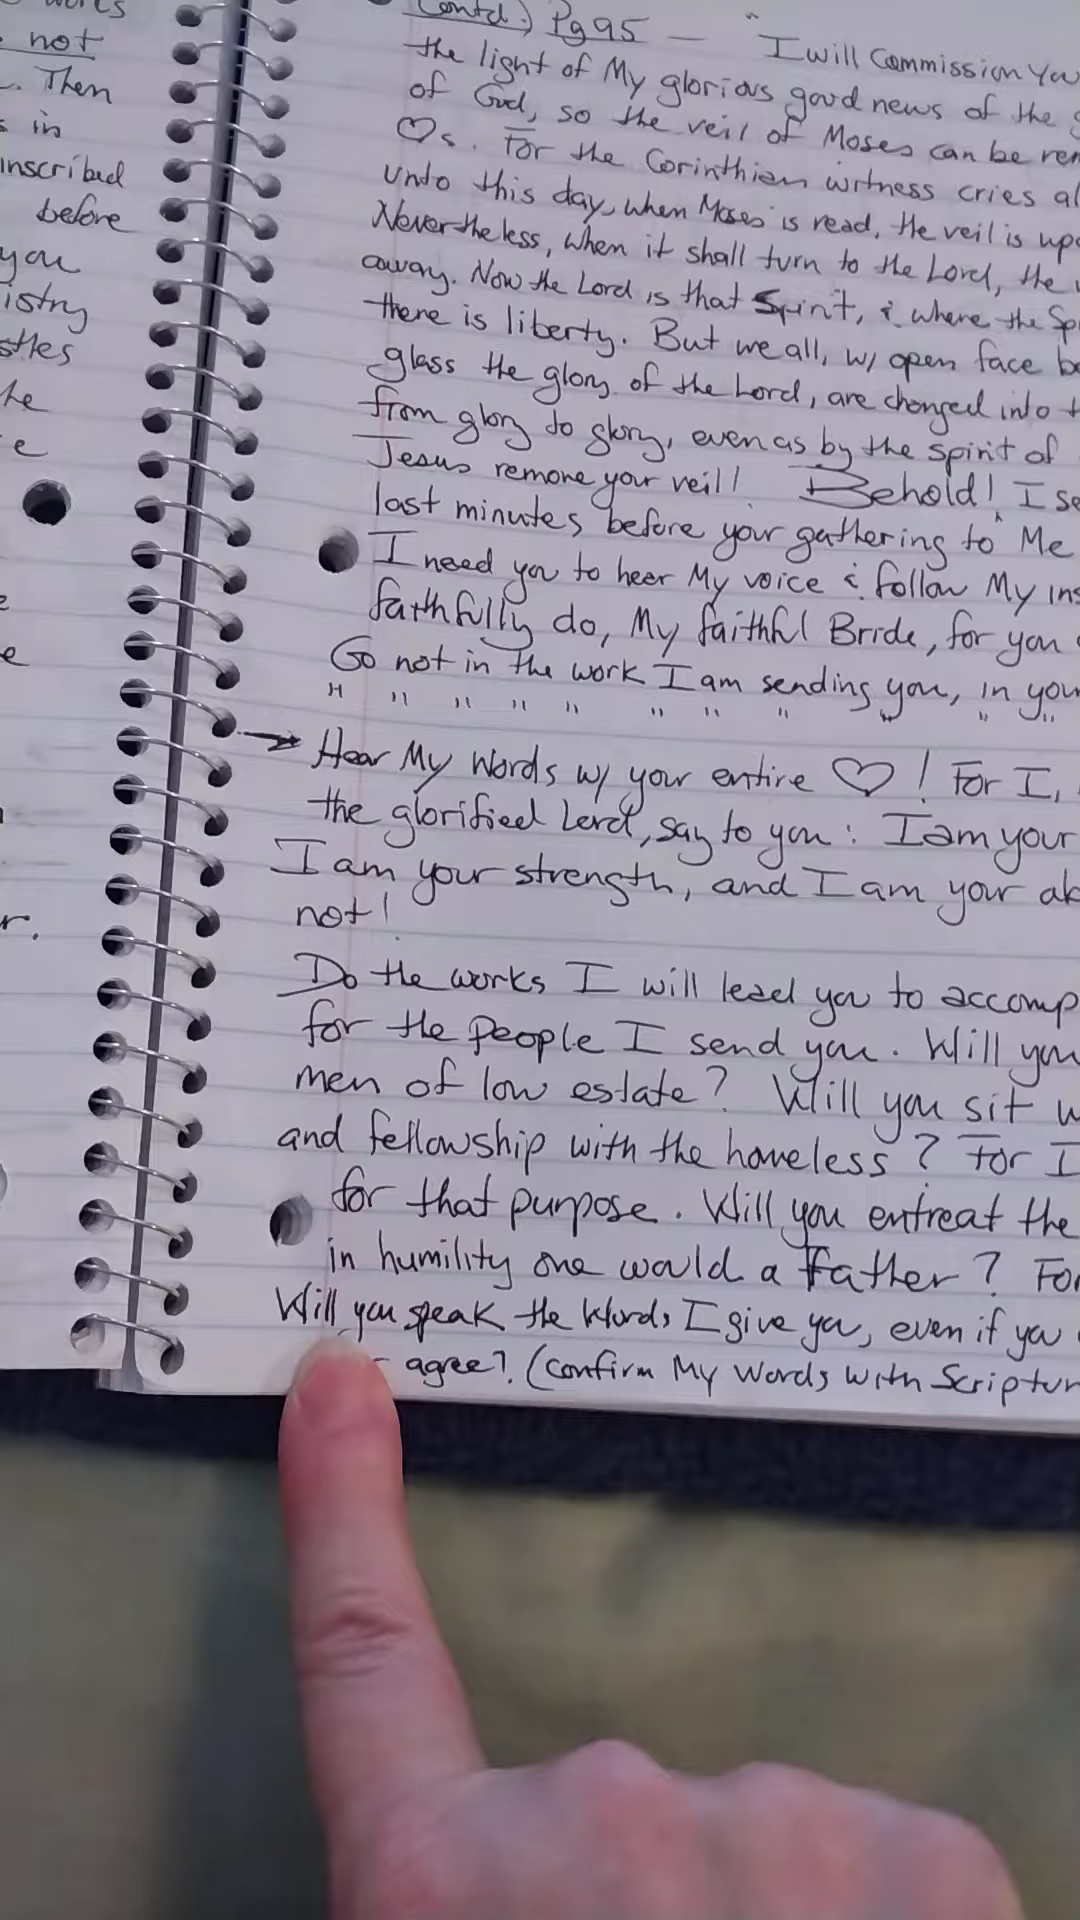 works
not
Then
in
inscribed
before
you
istry
stles
he
e
e
r.
(Contd.) Pg 95 — "I will Commission You
the light of My glorious good news of the
of God, so the veil of Moses can be
♡s. For the Corinthian witness cries
unto this day, when Moses is read, the veil is
Nevertheless, when it shall turn to the Lord, the
away. Now the Lord is that Spirit, & where the
there is liberty. But we all, w/ open face
glass the glory of the Lord, are changed into
from glory to glory, even as by the spirit of
Jesus remove your veil! Behold! I
last minutes before your gathering to Me
I need you to hear My voice & follow My
faithfully do, My faithful Bride, for you
Go not in the work I am sending you, in
" " " " " " " " " " "
→ Hear My Words w/ your entire ♡! For I,
the glorified Lord, say to you: I am your
I am your strength, and I am your
not!
Do the works I will lead you to
for the people I send you. Will you
men of low estate? Will you sit
and fellowship with the homeless? For I
for that purpose. Will you entreat the
in humility one would a Father? For
Will you speak the Words I give you, even if you
agree? (Confirm My Words with